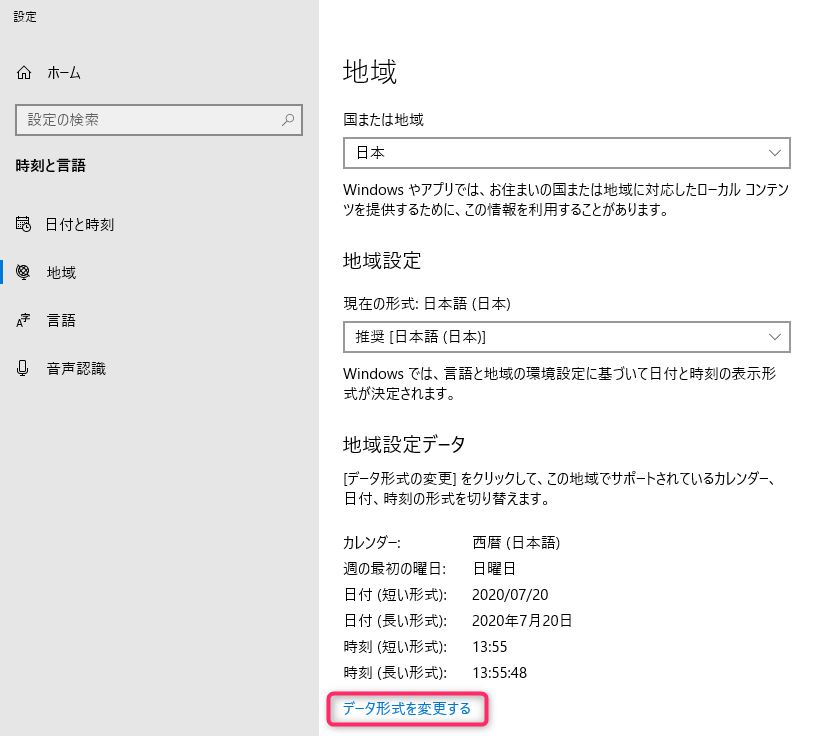 設定
ホーム
設定の検索
時刻と言語
日付と時刻
地域
言語
音声認識
地域
国または地域
日本
Windows やアプリでは、お住まいの国または地域に対応したローカル コンテン
ツを提供するために、この情報を利用することがあります。
地域設定
現在の形式: 日本語 (日本)
推奨 [日本語 (日本)]
Windows では、言語と地域の環境設定に基づいて日付と時刻の表示形
式が決定されます。
地域設定データ
[データ形式の変更] をクリックして、この地域でサポートされているカレンダー、
日付、時刻の形式を切り替えます。
カレンダー: 西暦 (日本語)
週の最初の曜日: 日曜日
日付 (短い形式): 2020/07/20
日付 (長い形式): 2020年7月20日
時刻 (短い形式): 13:55
時刻 (長い形式): 13:55:48
データ形式を変更する